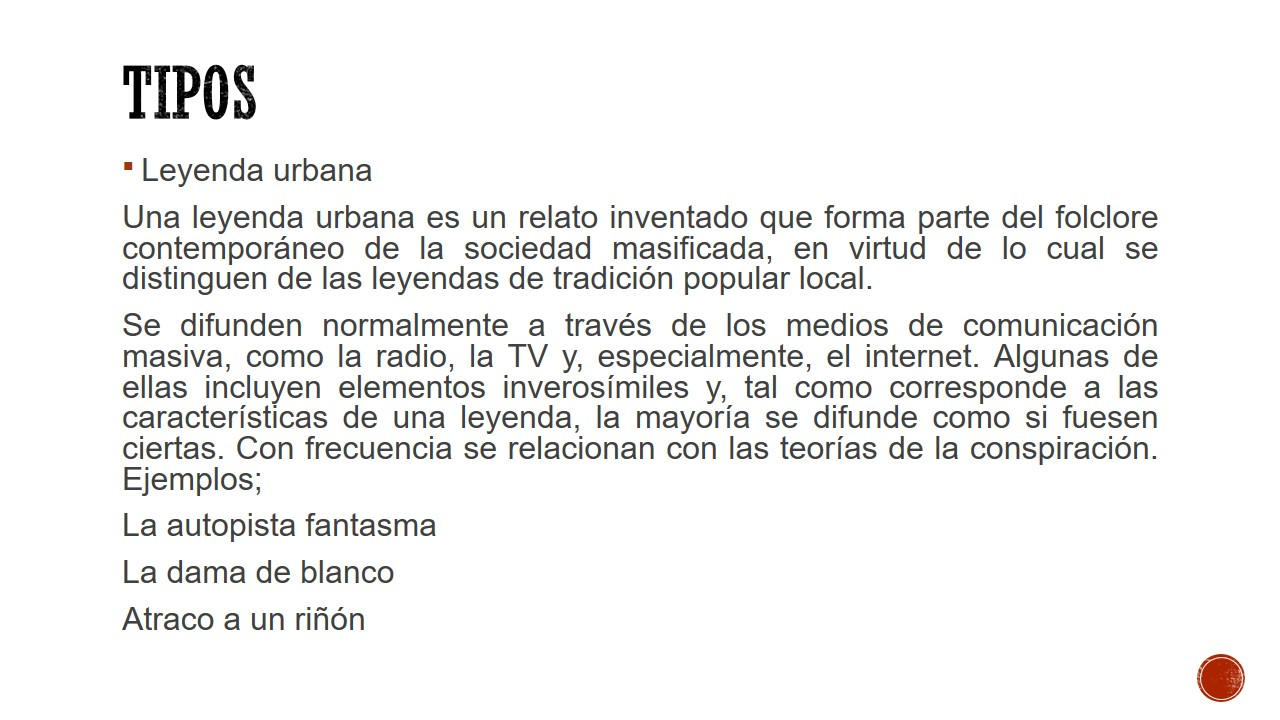 TIPOS
▪ Leyenda urbana
Una leyenda urbana es un relato inventado que forma parte del folclore
contemporáneo de la sociedad masificada, en virtud de lo cual se
distinguen de las leyendas de tradición popular local.
Se difunden normalmente a través de los medios de comunicación
masiva, como la radio, la TV y, especialmente, el internet. Algunas de
ellas incluyen elementos inverosímiles y, tal como corresponde a las
características de una leyenda, la mayoría se difunde como si fuesen
ciertas. Con frecuencia se relacionan con las teorías de la conspiración.
Ejemplos;
La autopista fantasma
La dama de blanco
Atraco a un riñón